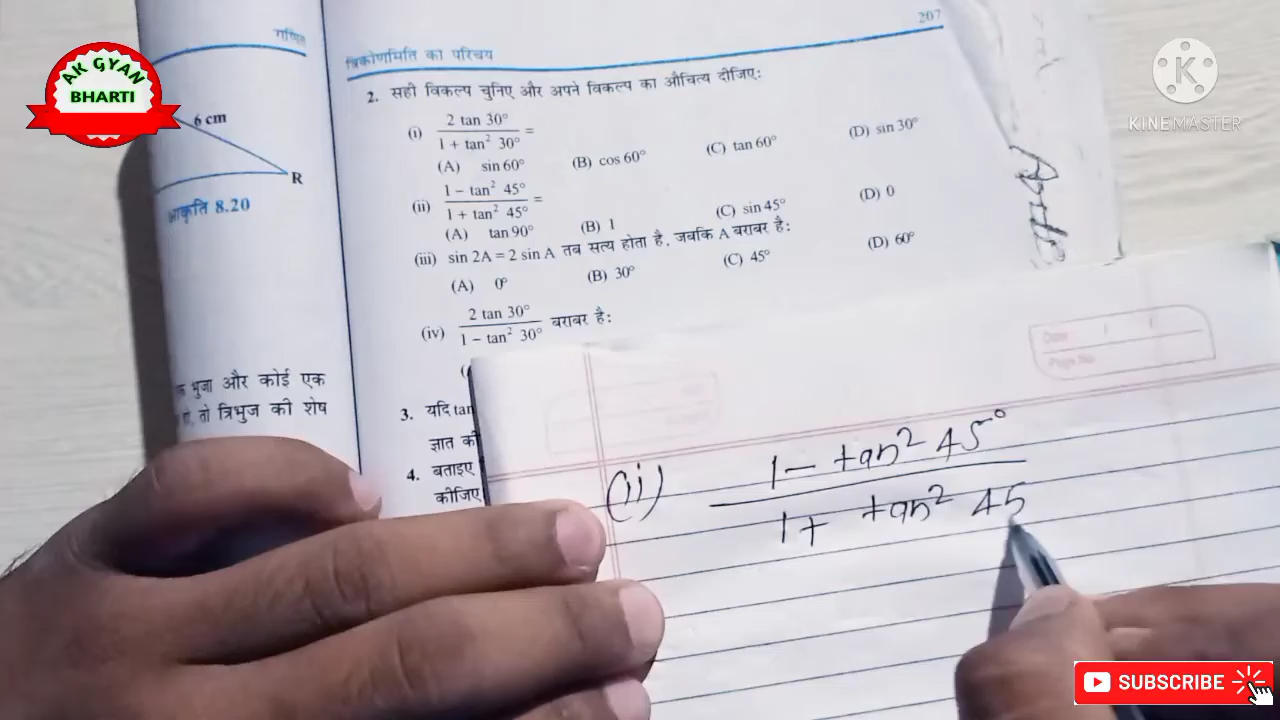 AK GYAN
BHARTI
KINEMASTER
गणित
6 cm
R
आकृति 8.20
भुजा और कोई एक
तो त्रिभुज की शेष
त्रिकोणमिति का परिचय
207
2. सही विकल्प चुनिए और अपने विकल्प का औचित्य दीजिए:
(i) 2 tan 30° / 1 + tan² 30° =
(A) sin 60° (B) cos 60° (C) tan 60° (D) sin 30°
(ii) 1 − tan² 45° / 1 + tan² 45° =
(A) tan 90° (B) 1 (C) sin 45° (D) 0
(iii) sin 2A = 2 sin A तब सत्य होता है, जबकि A बराबर है:
(A) 0° (B) 30° (C) 45° (D) 60°
(iv) 2 tan 30° / 1 − tan² 30° बराबर है:
3. यदि tan
ज्ञात
4. बताइए
कीजिए
Date
Page No.
(ii) 1 − tan² 45° / 1 + tan² 45
SUBSCRIBE